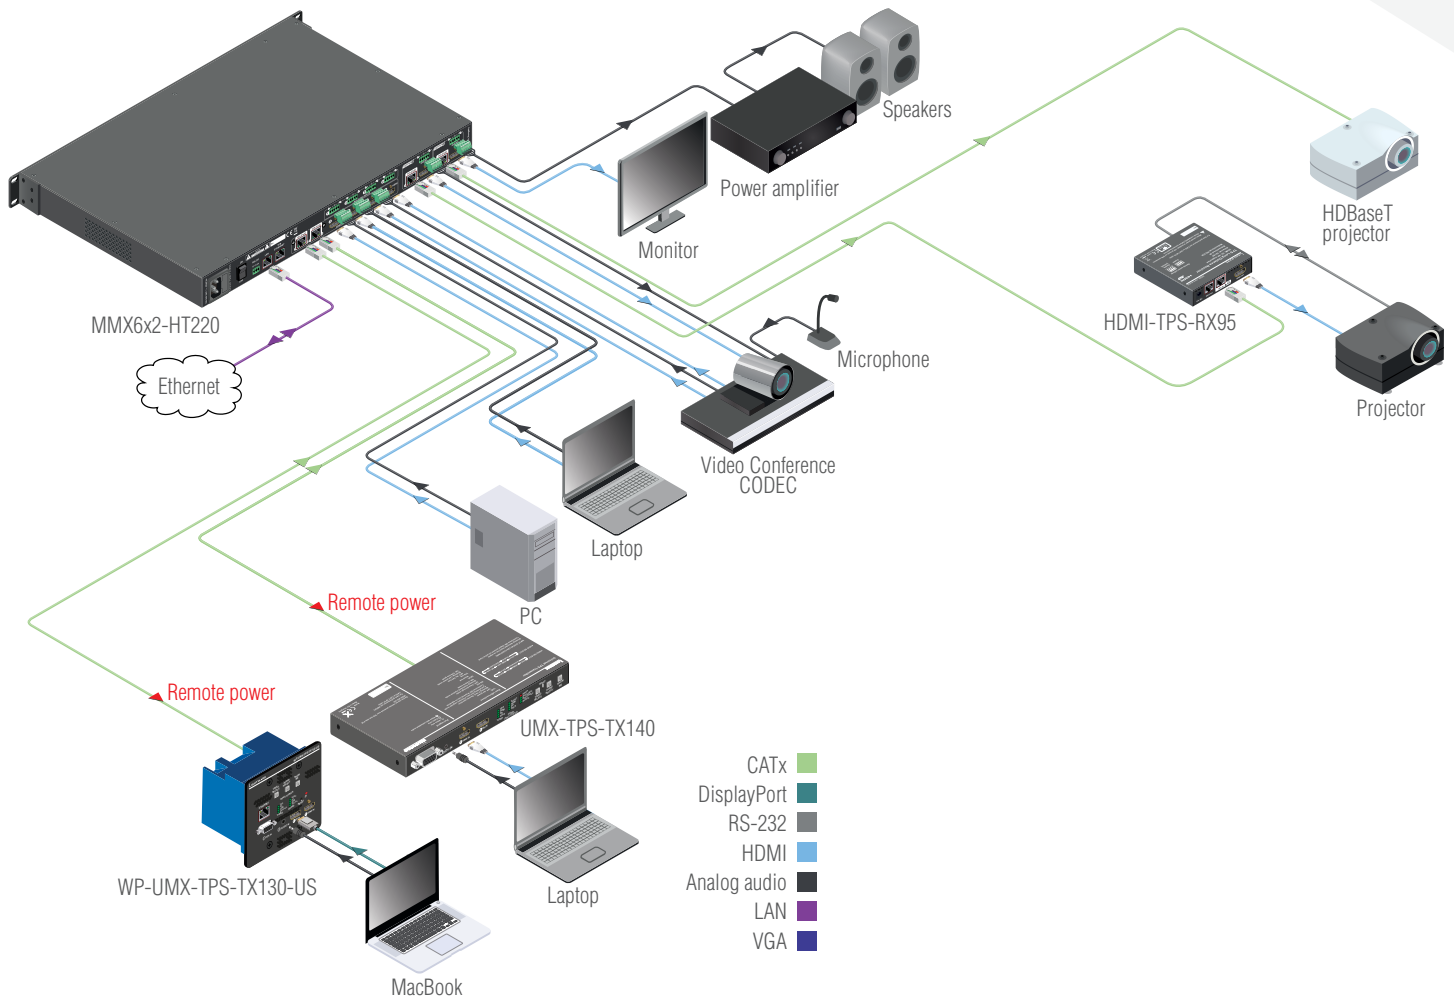 Speakers
Power amplifier
Monitor
HDBaseT
projector
MMX6x2-HT220
HDMI-TPS-RX95
Ethernet
Microphone
Projector
Video Conference
CODEC
Laptop
PC
Remote power
Remote power
UMX-TPS-TX140
WP-UMX-TPS-TX130-US
Laptop
MacBook
CATx
DisplayPort
RS-232
HDMI
Analog audio
LAN
VGA